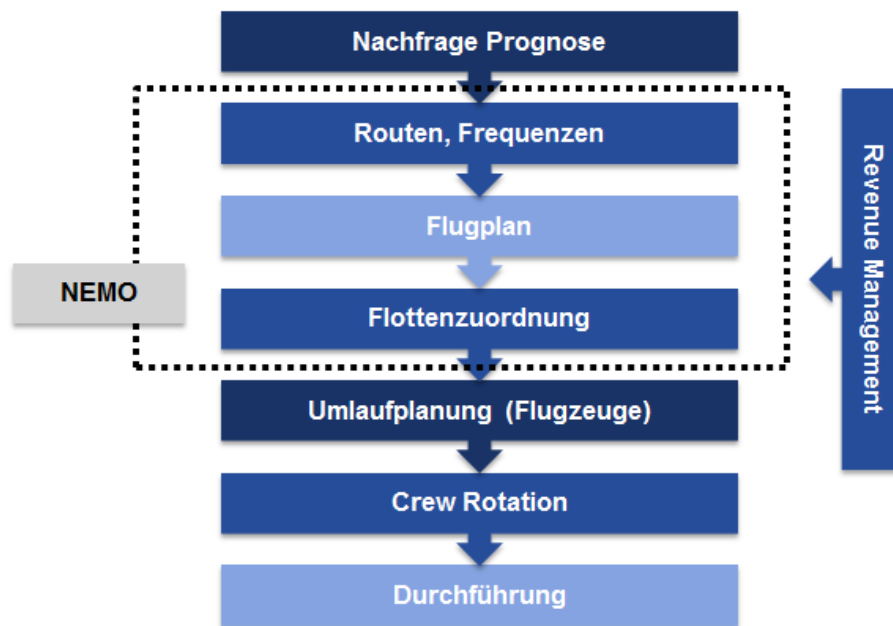 Nachfrage Prognose
Routen, Frequenzen
Flugplan
NEMO
Flottenzuordnung
Umlaufplanung (Flugzeuge)
Crew Rotation
Durchführung
Revenue Management